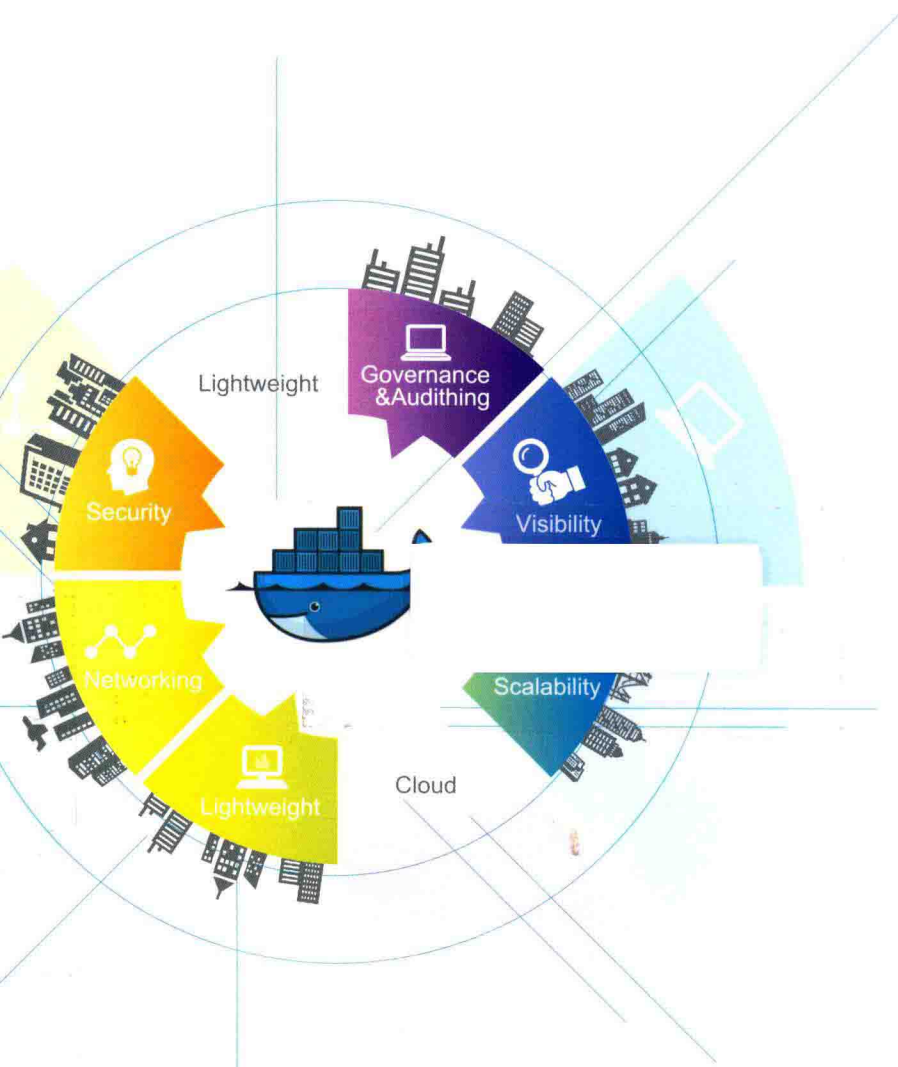 Lightweight
Governance
&Audithing
Security
Visibility
Networking
Scalability
Lightweight
Cloud